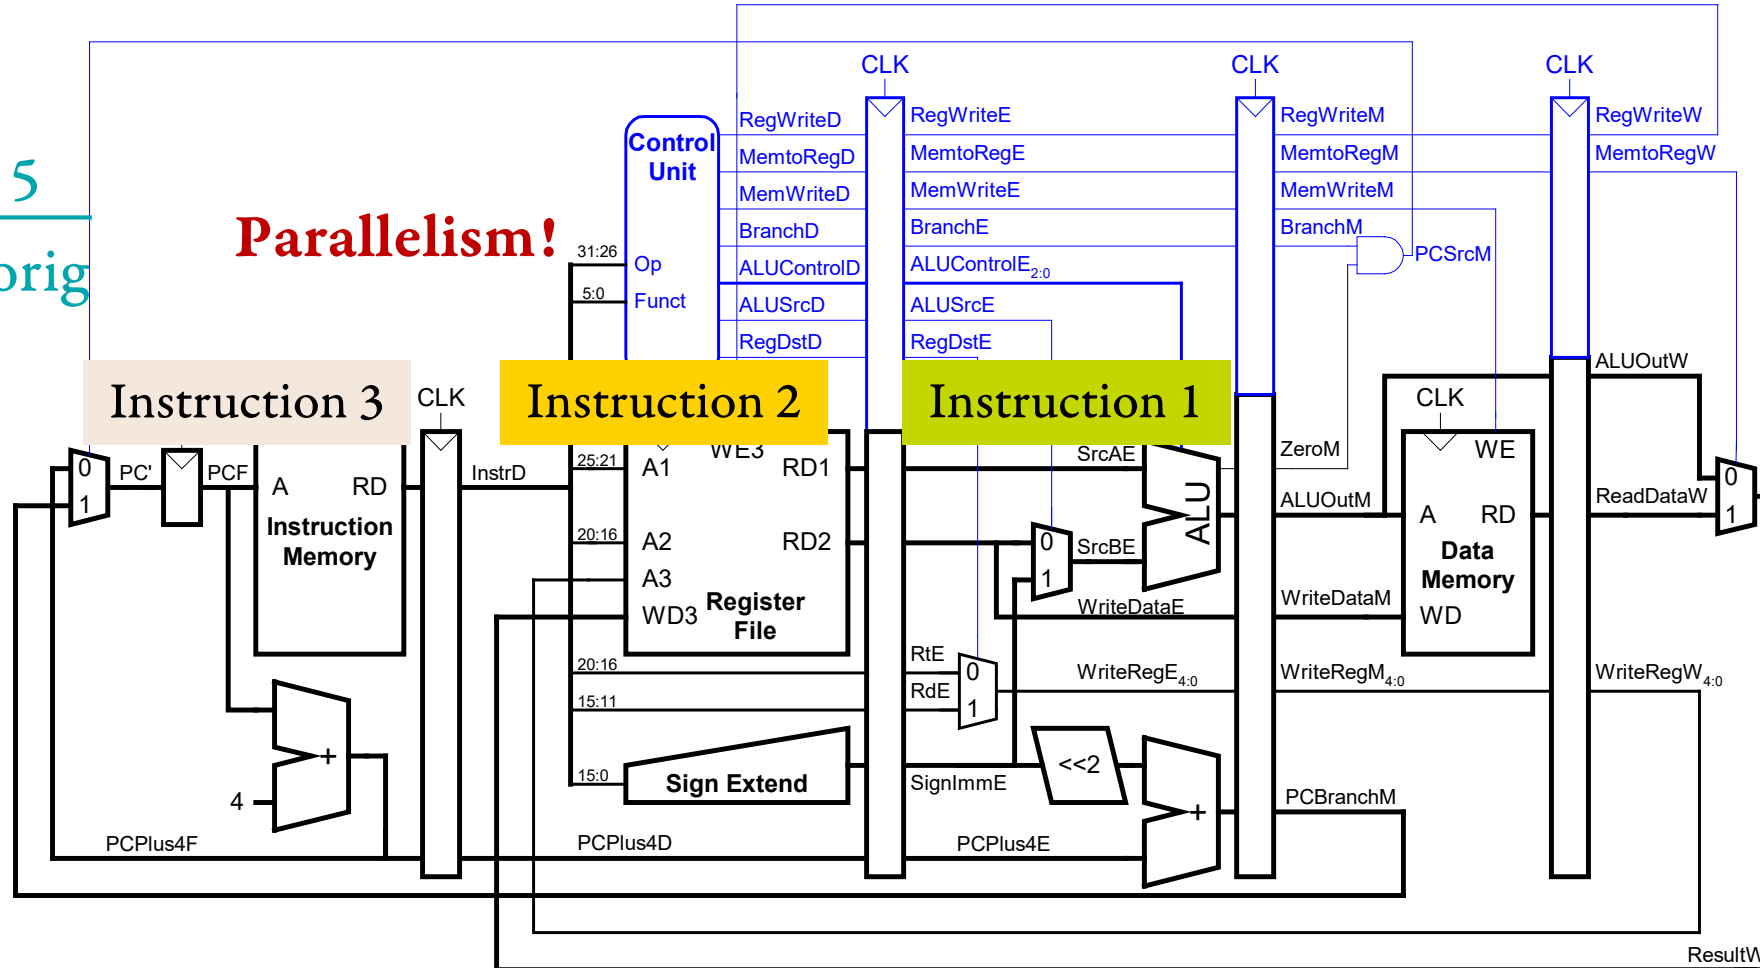 CLK
CLK
CLK
RegWriteD
RegWriteE
RegWriteM
RegWriteW
Control
Unit
MemtoRegD
MemtoRegE
MemtoRegM
MemtoRegW
5
MemWriteD
MemWriteE
MemWriteM
Parallelism!
BranchD
BranchE
BranchM
31:26
Op
ALUControlD
ALUControlE2:0
PCSrcM
orig
5:0
Funct
ALUSrcD
ALUSrcE
RegDstD
RegDstE
ALUOutW
Instruction 3
CLK
Instruction 2
Instruction 1
CLK
WE3
WE
0
PC'
PCF
A
RD
InstrD
25:21
A1
RD1
SrcAE
ZeroM
0
1
Instruction
Memory
ALU
ALUOutM
A
RD
ReadDataW
1
20:16
A2
RD2
0
SrcBE
Data
Memory
A3
1
WD3
Register
File
WriteDataE
WriteDataM
WD
20:16
RtE
0
WriteRegE4:0
WriteRegM4:0
WriteRegW4:0
15:11
RdE
1
+
15:0
Sign Extend
SignImmE
<<2
4
+
PCBranchM
PCPlus4F
PCPlus4D
PCPlus4E
ResultW